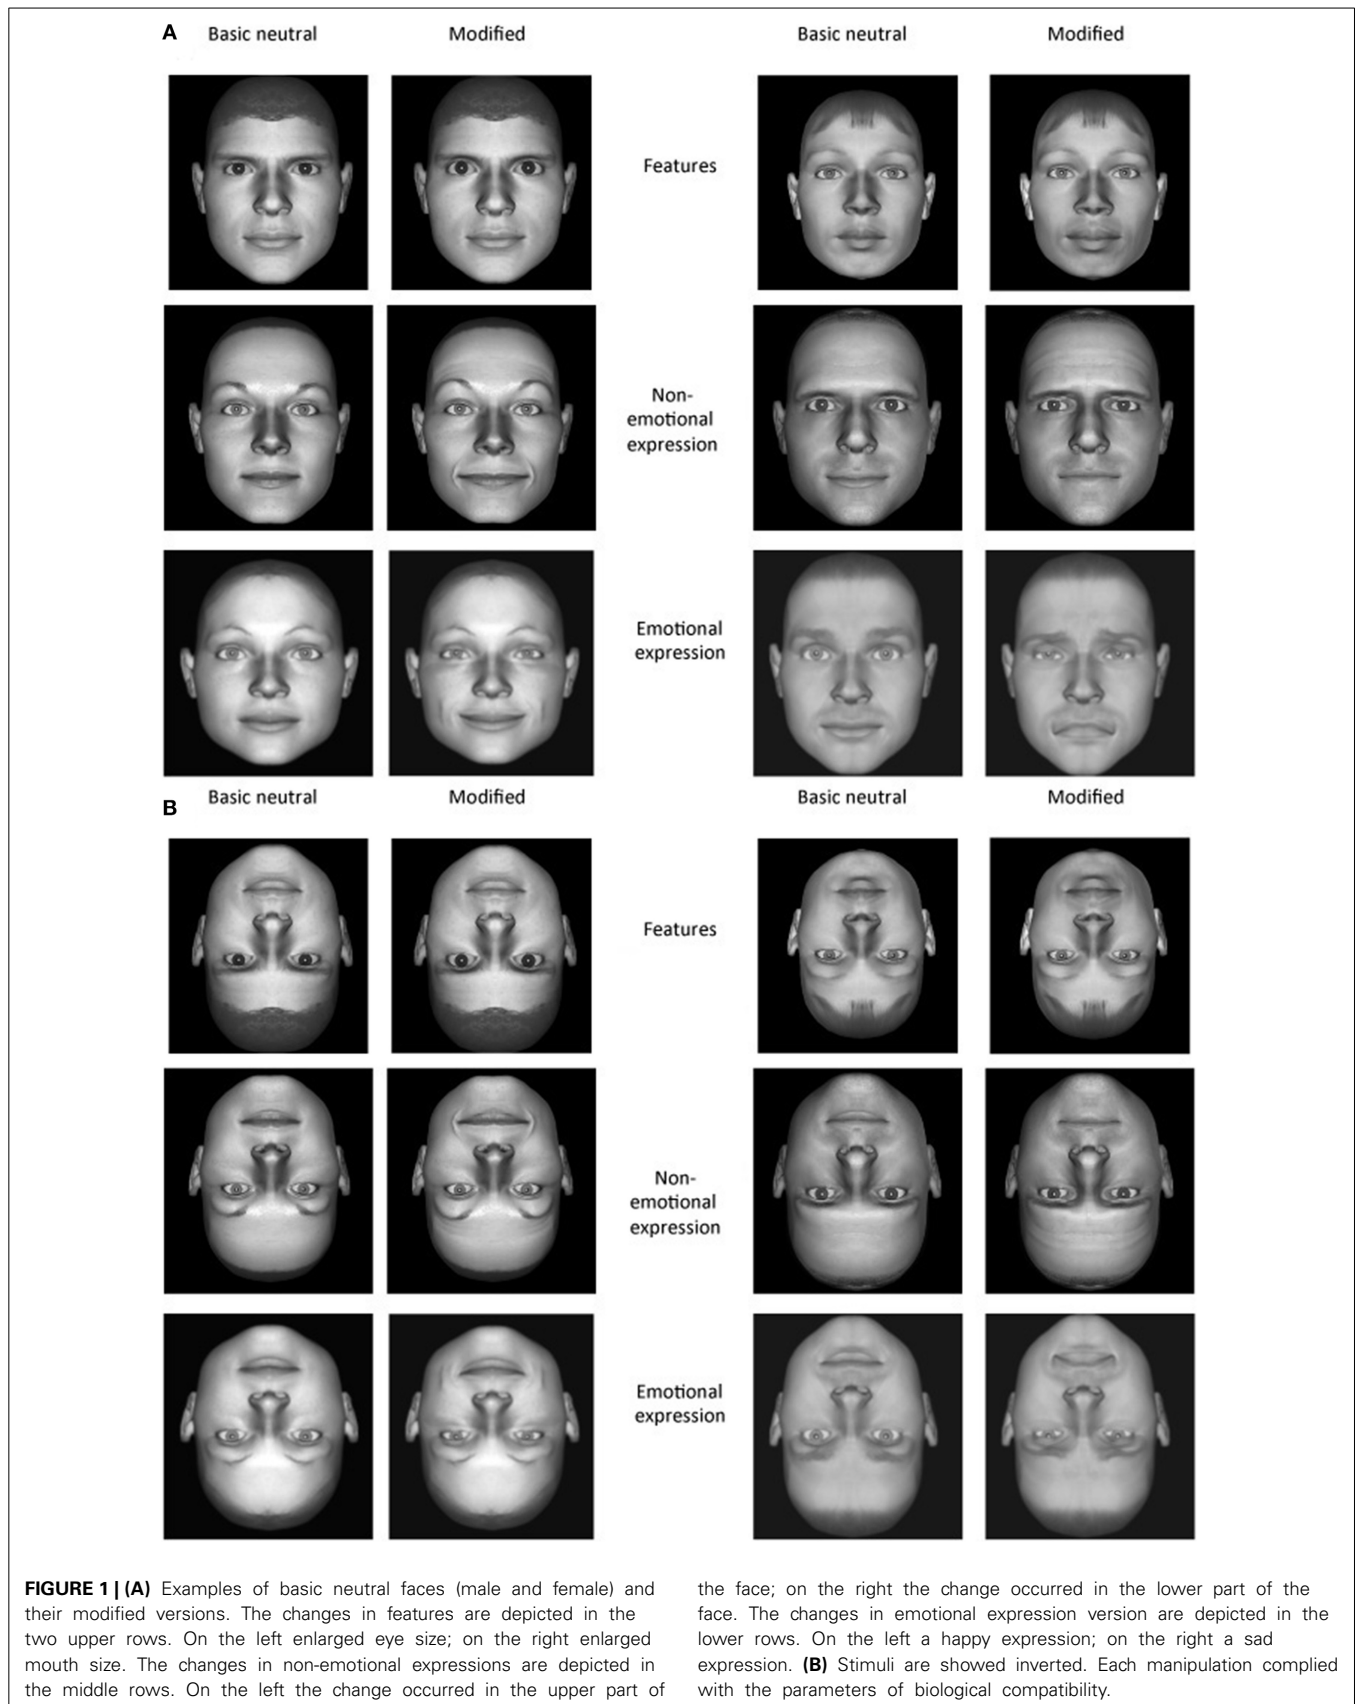 A
Basic neutral
Modified
Basic neutral
Modified
Features
Non-
emotional
expression
Emotional
expression
B
Basic neutral
Modified
Basic neutral
Modified
Features
Non-
emotional
expression
Emotional
expression
FIGURE 1 | (A) Examples of basic neutral faces (male and female) and
their modified versions. The changes in features are depicted in the
two upper rows. On the left enlarged eye size; on the right enlarged
mouth size. The changes in non-emotional expressions are depicted in
the middle rows. On the left the change occurred in the upper part of
the face; on the right the change occurred in the lower part of the
face. The changes in emotional expression version are depicted in the
lower rows. On the left a happy expression; on the right a sad
expression. (B) Stimuli are showed inverted. Each manipulation complied
with the parameters of biological compatibility.